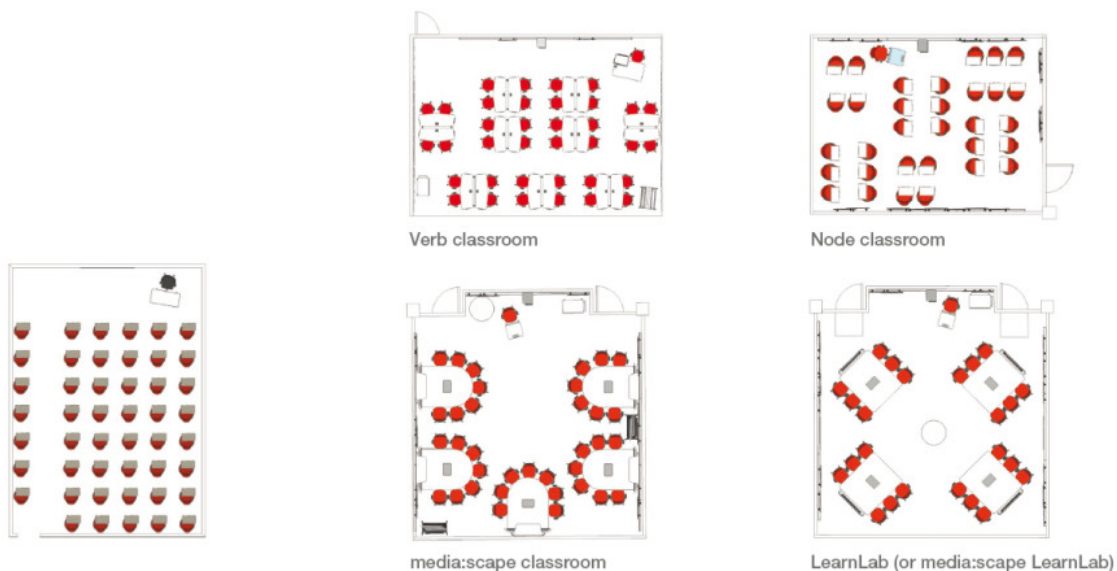 Verb classroom
Node classroom
media:scape classroom
LearnLab (or media:scape LearnLab)